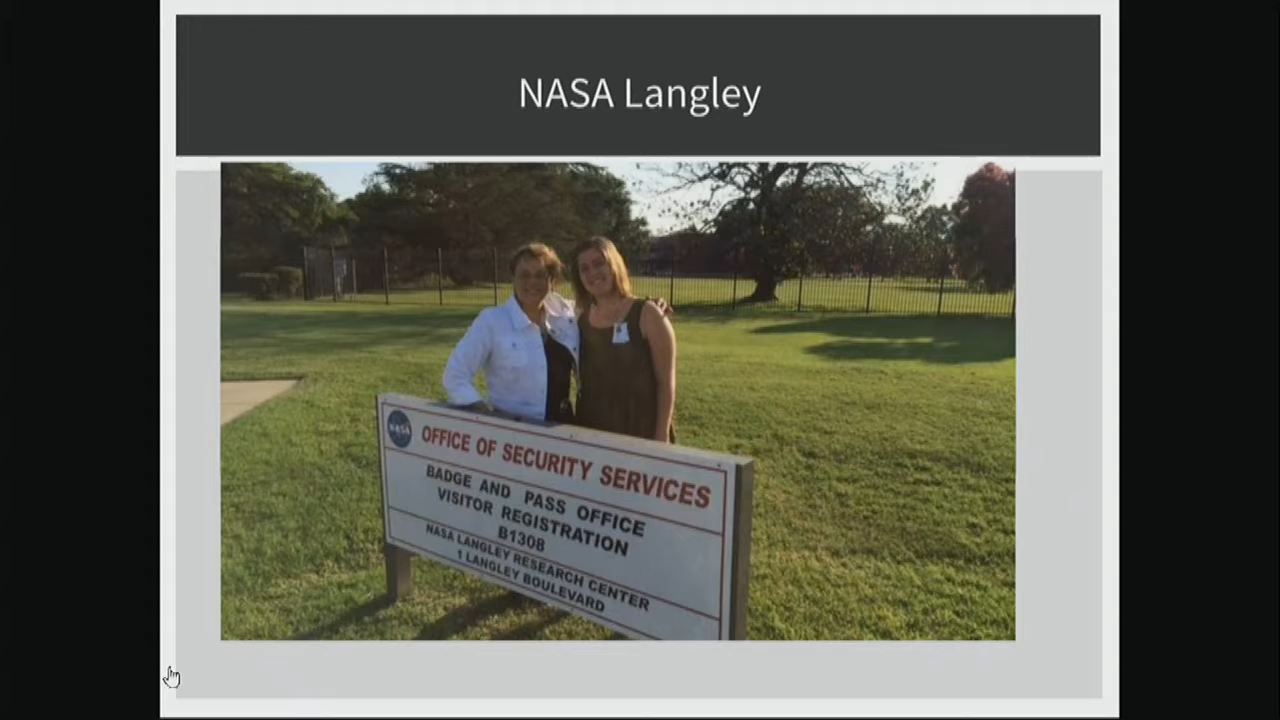 NASA Langley
NASA
OFFICE OF SECURITY SERVICES
BADGE AND PASS OFFICE
VISITOR REGISTRATION
B1308
NASA LANGLEY RESEARCH CENTER
1 LANGLEY BOULEVARD